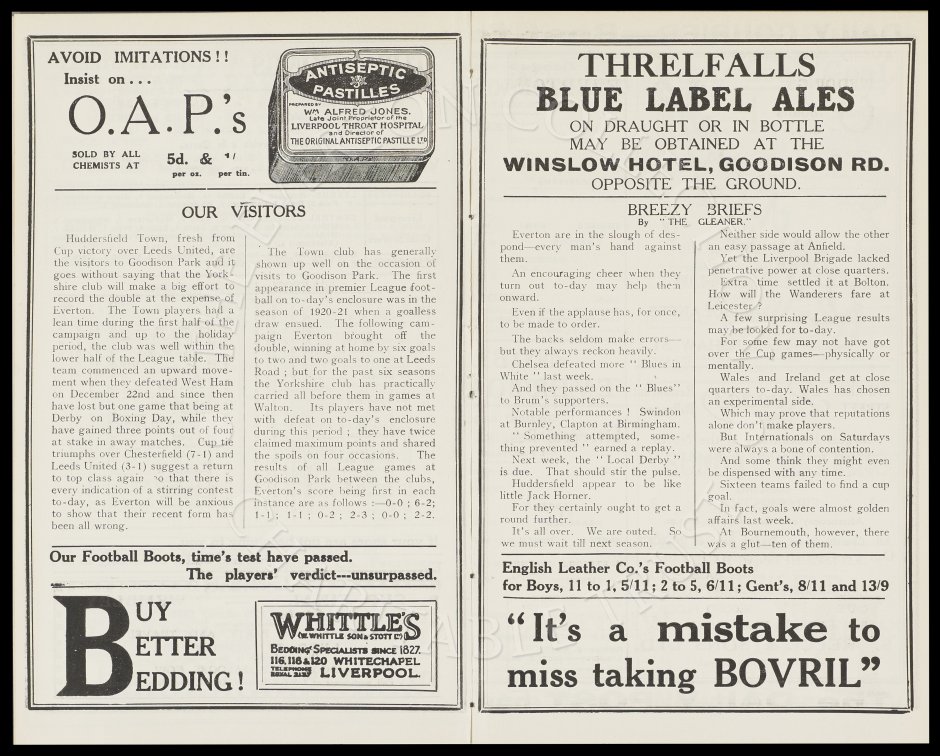 AVOID IMITATIONS!!
Insist on...
O.A.P.'s
SOLD BY ALL
CHEMISTS AT
5d. & 1/
per oz. per tin.
ANTISEPTIC
PASTILLES
PREPARED BY
WM ALFRED JONES.
Late Joint Proprietor of the
LIVERPOOL THROAT HOSPITAL
and Director of
THE ORIGINAL ANTISEPTIC PASTILLE LTD
"O.A.P."
OUR VISITORS
Huddersfield Town, fresh from
Cup victory over Leeds United, are
the visitors to Goodison Park and it
goes without saying that the York-
shire club will make a big effort to
record the double at the expense of
Everton. The Town players had a
lean time during the first half of the
campaign and up to the holiday
period, the club was well within the
lower half of the League table. The
team commenced an upward move-
ment when they defeated West Ham
on December 22nd and since then
have lost but one game that being at
Derby on Boxing Day, while they
have gained three points out of four
at stake in away matches. Cup tie
triumphs over Chesterfield (7-1) and
Leeds United (3-1) suggest a return
to top class again so that there is
every indication of a stirring contest
to-day, as Everton will be anxious
to show that their recent form has
been all wrong.
The Town club has generally
shown up well on the occasion of
visits to Goodison Park. The first
appearance in premier League foot-
ball on to-day's enclosure was in the
season of 1920-21 when a goalless
draw ensued. The following cam-
paign Everton brought off the
double, winning at home by six goals
to two and two goals to one at Leeds
Road; but for the past six seasons
the Yorkshire club has practically
carried all before them in games at
Walton. Its players have not met
with defeat on to-day's enclosure
during this period; they have twice
claimed maximum points and shared
the spoils on four occasions. The
results of all League games at
Goodison Park between the clubs,
Everton's score being first in each
instance are as follows:—0-0; 6-2;
1-1; 1-1; 0-2; 2-3; 0-0; 2-2.
Our Football Boots, time's test have passed.
The players' verdict---unsurpassed.
BUY
BETTER
BEDDING!
WHITTLE'S
(W. WHITTLE SON & STOTT LTD)
BEDDING SPECIALISTS SINCE 1827.
116, 118 & 120 WHITECHAPEL
TELEPHONE
ROYAL
LIVERPOOL.
THRELFALLS
BLUE LABEL ALES
ON DRAUGHT OR IN BOTTLE
MAY BE OBTAINED AT THE
WINSLOW HOTEL, GOODISON RD.
OPPOSITE THE GROUND.
BREEZY BRIEFS
By "THE GLEANER."
Everton are in the slough of des-
pond—every man's hand against
them.
An encouraging cheer when they
turn out to-day may help them
onward.
Even if the applause has, for once,
to be made to order.
The backs seldom make errors—
but they always reckon heavily.
Chelsea defeated more "Blues in
White" last week.
And they passed on the "Blues"
to Brum's supporters.
Notable performances! Swindon
at Burnley, Clapton at Birmingham.
"Something attempted, some-
thing prevented" earned a replay.
Next week, the "Local Derby"
is due. That should stir the pulse.
Huddersfield appear to be like
little Jack Horner.
For they certainly ought to get a
round further.
It's all over. We are outed. So
we must wait till next season.
Neither side would allow the other
an easy passage at Anfield.
Yet the Liverpool Brigade lacked
penetrative power at close quarters.
Extra time settled it at Bolton.
How will the Wanderers fare at
Leicester?
A few surprising League results
may be looked for to-day.
For some few may not have got
over the Cup games—physically or
mentally.
Wales and Ireland get at close
quarters to-day. Wales has chosen
an experimental side.
Which may prove that reputations
alone don't make players.
But Internationals on Saturdays
were always a bone of contention.
And some think they might even
be dispensed with any time.
Sixteen teams failed to find a cup
goal.
In fact, goals were almost golden
affairs last week.
At Bournemouth, however, there
was a glut—ten of them.
English Leather Co.'s Football Boots
for Boys, 11 to 1, 5/11; 2 to 5, 6/11; Gent's, 8/11 and 13/9
"It's a mistake to
miss taking BOVRIL"